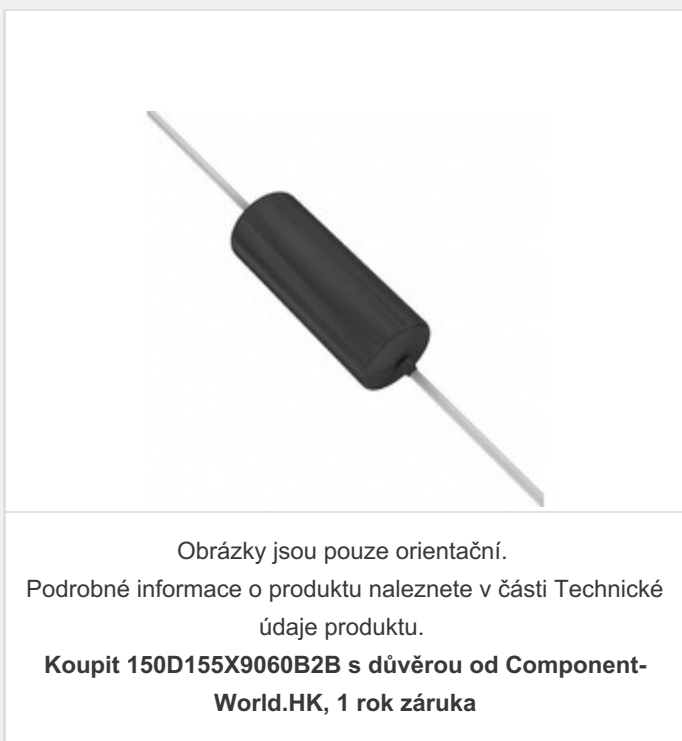 Obrázky jsou pouze orientační.
Podrobné informace o produktu naleznete v části Technické
údaje produktu.
Koupit 150D155X9060B2B s důvěrou od Component-
World.HK, 1 rok záruka